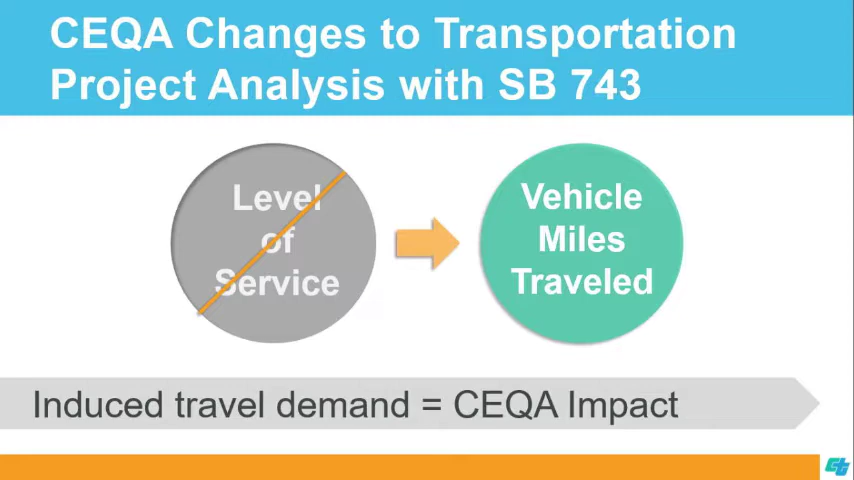 CEQA Changes to Transportation
Project Analysis with SB 743
Level
of
Service
Vehicle
Miles
Traveled
Induced travel demand = CEQA Impact